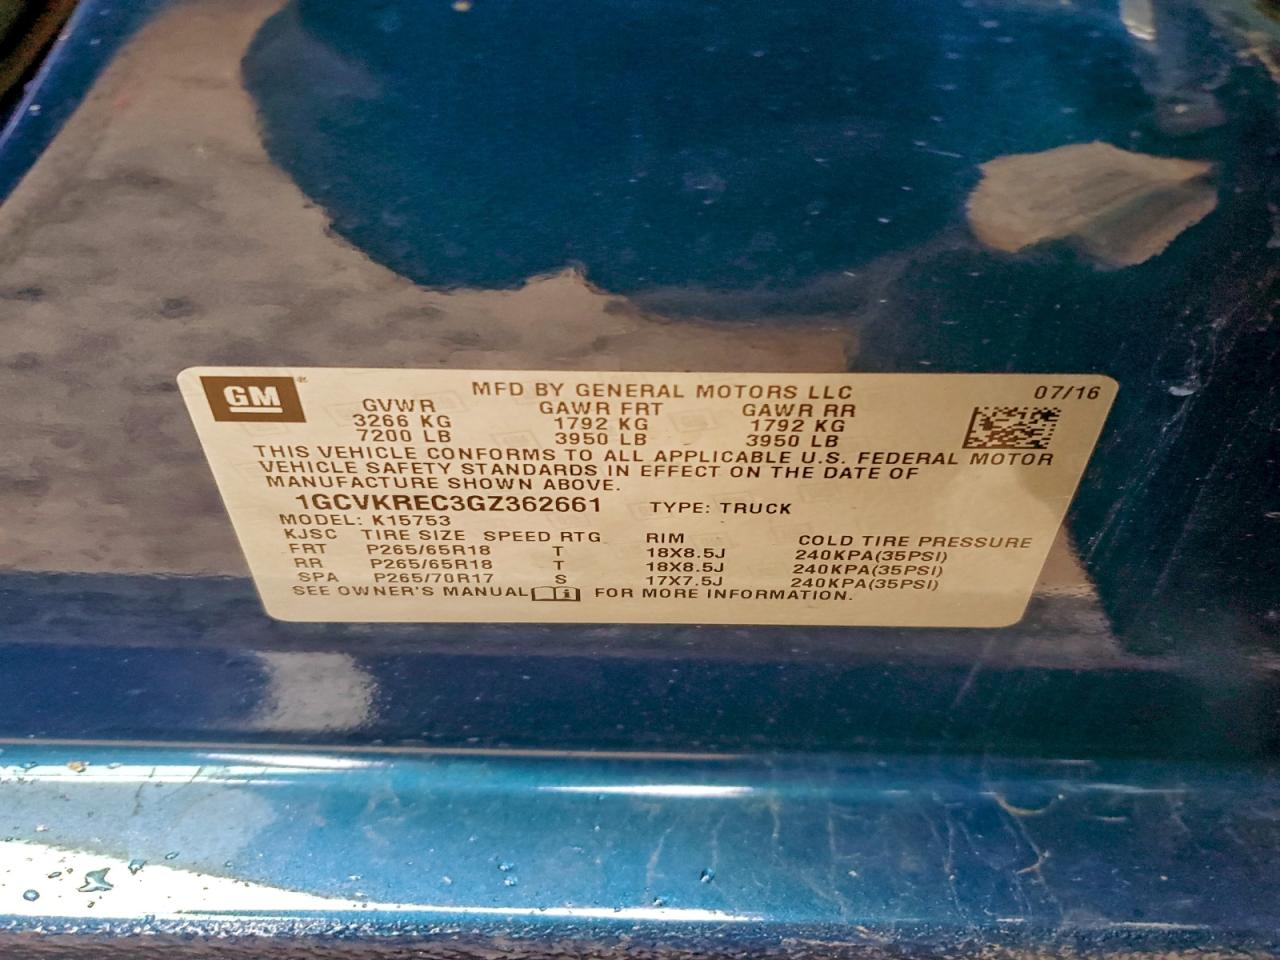 GM®
MFD BY GENERAL MOTORS LLC
07/16
GVWR GAWR FRT GAWR RR
3266 KG 1792 KG 1792 KG
7200 LB 3950 LB 3950 LB
THIS VEHICLE CONFORMS TO ALL APPLICABLE U.S. FEDERAL MOTOR
VEHICLE SAFETY STANDARDS IN EFFECT ON THE DATE OF
MANUFACTURE SHOWN ABOVE.
1GCVKREC3GZ362661 TYPE: TRUCK
MODEL: K15753
KJSC TIRE SIZE SPEED RTG RIM COLD TIRE PRESSURE
FRT P265/65R18 T 18X8.5J 240KPA(35PSI)
RR P265/65R18 T 18X8.5J 240KPA(35PSI)
SPA P265/70R17 S 17X7.5J 240KPA(35PSI)
SEE OWNER'S MANUAL i FOR MORE INFORMATION.